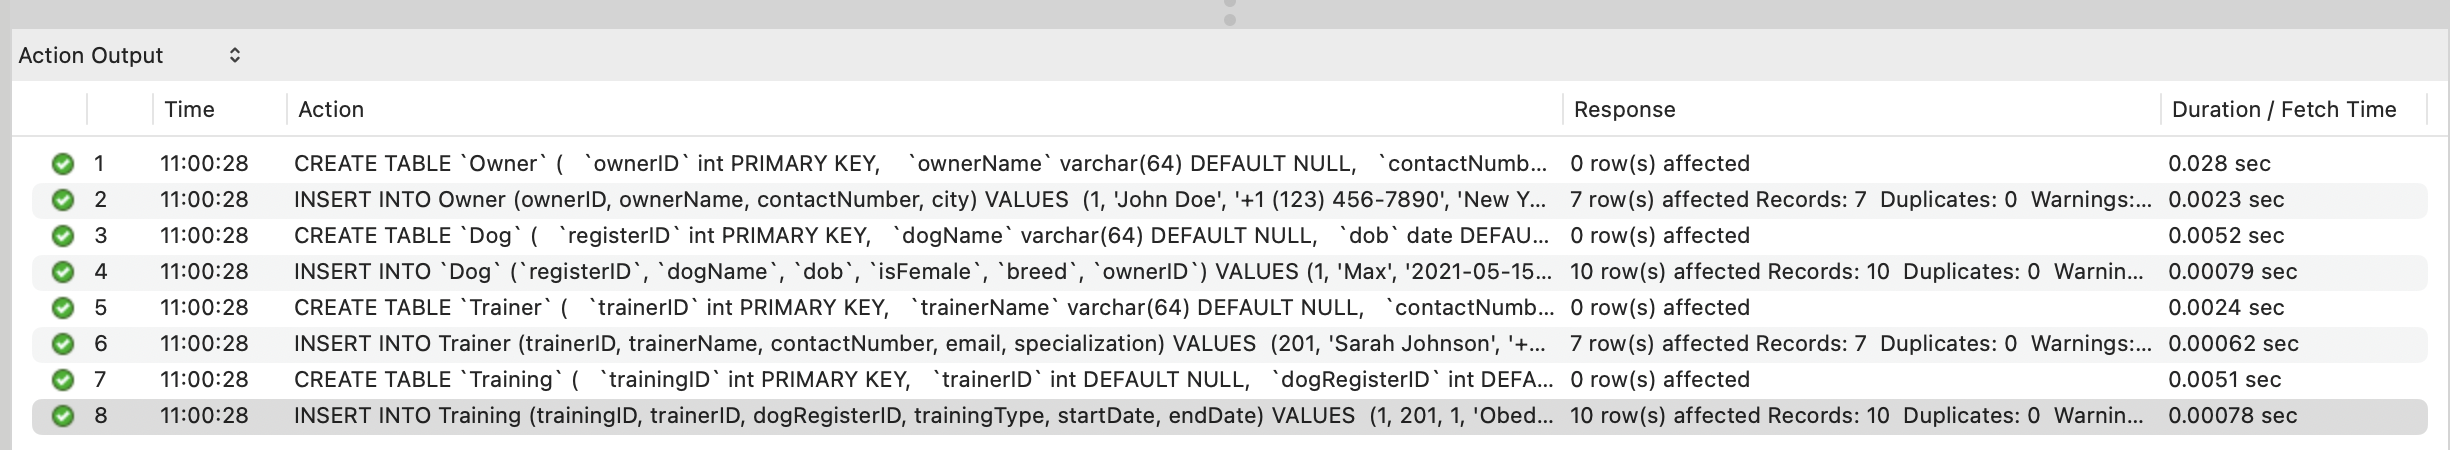 Action Output
Time Action Response Duration / Fetch Time
1 11:00:28 CREATE TABLE `Owner` (   `ownerID` int PRIMARY KEY,   `ownerName` varchar(64) DEFAULT NULL,   `contactNumb... 0 row(s) affected 0.028 sec
2 11:00:28 INSERT INTO Owner (ownerID, ownerName, contactNumber, city) VALUES  (1, 'John Doe', '+1 (123) 456-7890', 'New Y... 7 row(s) affected Records: 7  Duplicates: 0  Warnings:... 0.0023 sec
3 11:00:28 CREATE TABLE `Dog` (   `registerID` int PRIMARY KEY,   `dogName` varchar(64) DEFAULT NULL,   `dob` date DEFAU... 0 row(s) affected 0.0052 sec
4 11:00:28 INSERT INTO `Dog` (`registerID`, `dogName`, `dob`, `isFemale`, `breed`, `ownerID`) VALUES (1, 'Max', '2021-05-15... 10 row(s) affected Records: 10  Duplicates: 0  Warnin... 0.00079 sec
5 11:00:28 CREATE TABLE `Trainer` (   `trainerID` int PRIMARY KEY,   `trainerName` varchar(64) DEFAULT NULL,   `contactNumb... 0 row(s) affected 0.0024 sec
6 11:00:28 INSERT INTO Trainer (trainerID, trainerName, contactNumber, email, specialization) VALUES  (201, 'Sarah Johnson', '+... 7 row(s) affected Records: 7  Duplicates: 0  Warnings:... 0.00062 sec
7 11:00:28 CREATE TABLE `Training` (   `trainingID` int PRIMARY KEY,   `trainerID` int DEFAULT NULL,   `dogRegisterID` int DEFA... 0 row(s) affected 0.0051 sec
8 11:00:28 INSERT INTO Training (trainingID, trainerID, dogRegisterID, trainingType, startDate, endDate) VALUES  (1, 201, 1, 'Obed... 10 row(s) affected Records: 10  Duplicates: 0  Warnin... 0.00078 sec